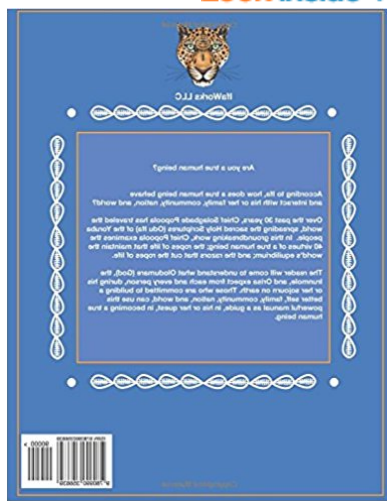 IfaWorks LLC
Are you a true human being?
According to Ifa, how does a true human being behave
and interact with his or her family, community, nation, and world?
Over the past 30 years, Chief Solagbade Popoola has traveled the
world, spreading the sacred Holy Scriptures (Odu Ifa) of the Yoruba
people. In this groundbreaking work, Chief Popoola examines the
40 virtues of a true human being, the ropes of life that maintain the
world's equilibrium; and the razors that cut the ropes of life.
The reader will come to understand what Olodumare (God), the
Irunmole, and Orisa expect from each and every person, during his
or her sojourn on earth. Those who are committed to building a
better self, family, community, nation, and world, can use this
powerful manual as a guide, in his or her quest, in becoming a true
human being.
90000 >